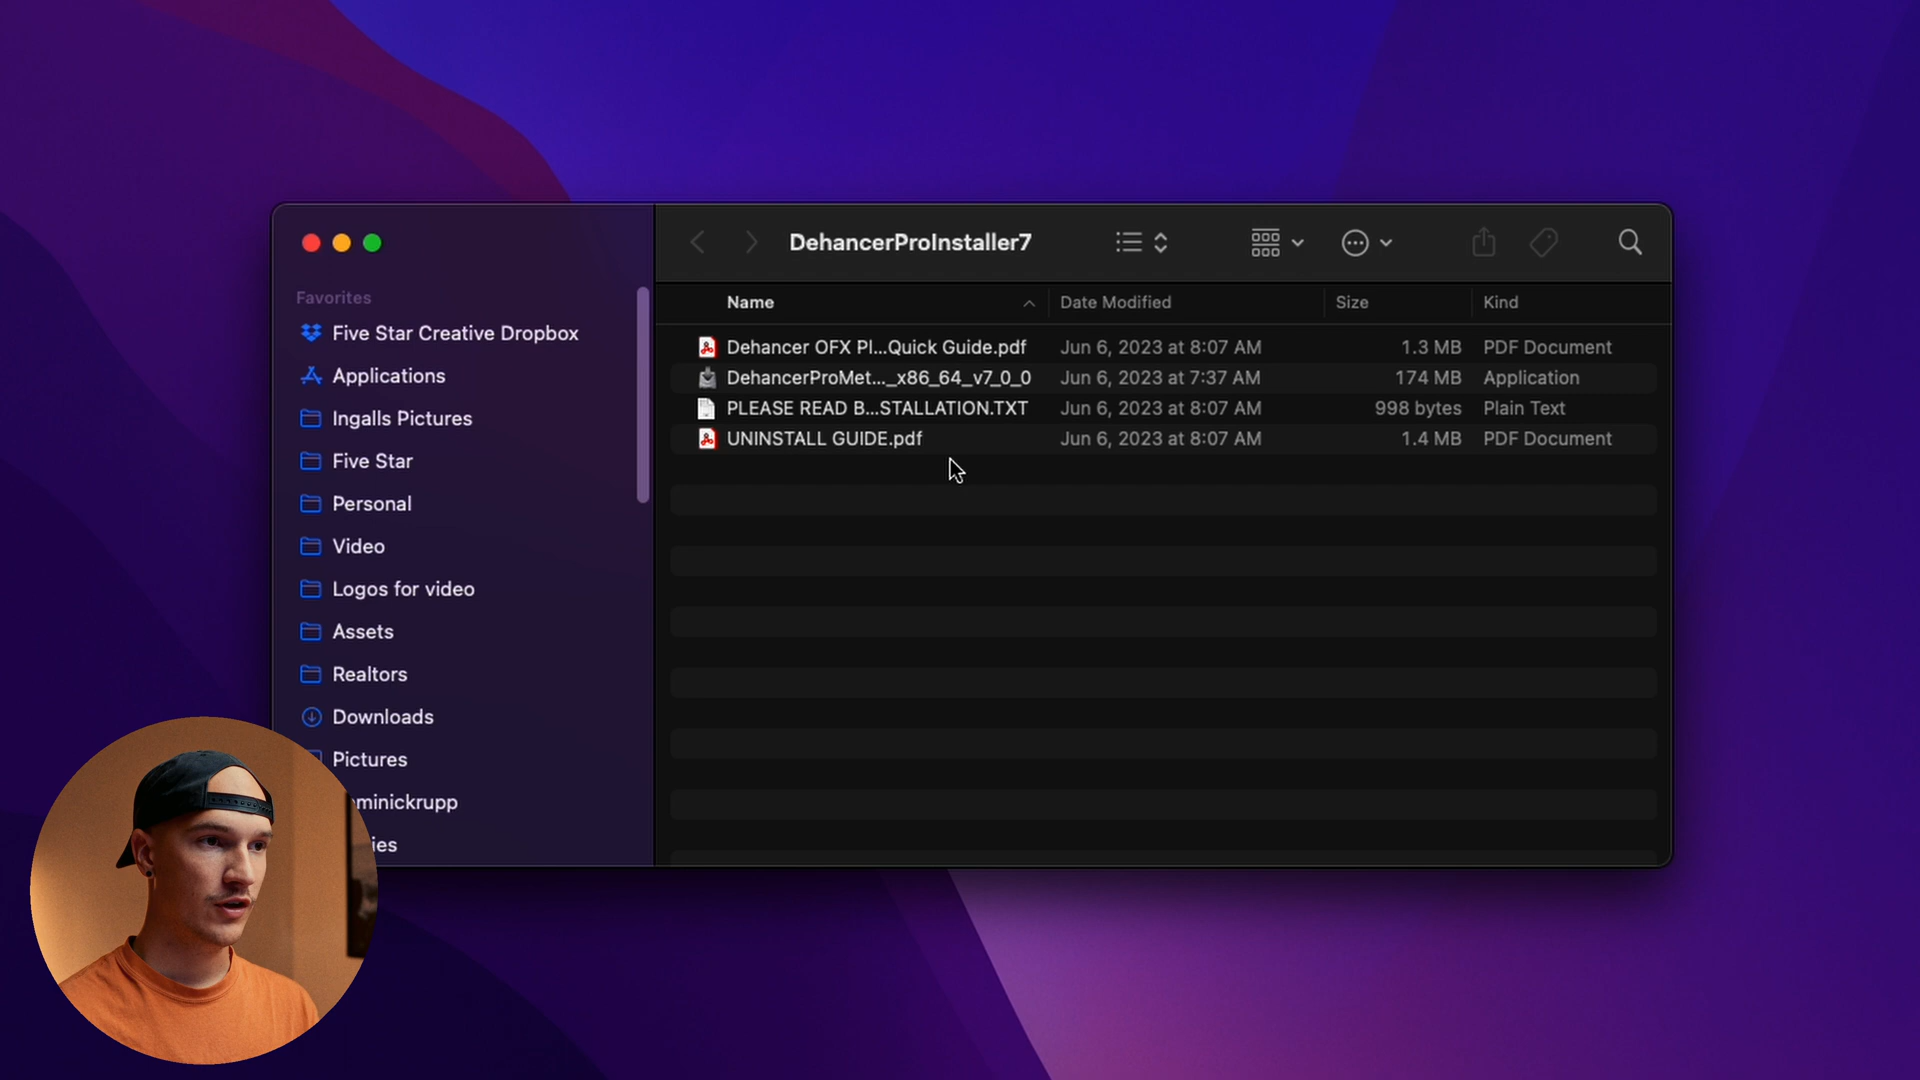 DehancerProInstaller7
Favorites
Five Star Creative Dropbox
Applications
Ingalls Pictures
Five Star
Personal
Video
Logos for video
Assets
Realtors
Downloads
Pictures
ominickrupp
ies
Name Date Modified Size Kind
Dehancer OFX Pl...Quick Guide.pdf Jun 6, 2023 at 8:07 AM 1.3 MB PDF Document
DehancerProMet..._x86_64_v7_0_0 Jun 6, 2023 at 7:37 AM 174 MB Application
PLEASE READ B...STALLATION.TXT Jun 6, 2023 at 8:07 AM 998 bytes Plain Text
UNINSTALL GUIDE.pdf Jun 6, 2023 at 8:07 AM 1.4 MB PDF Document